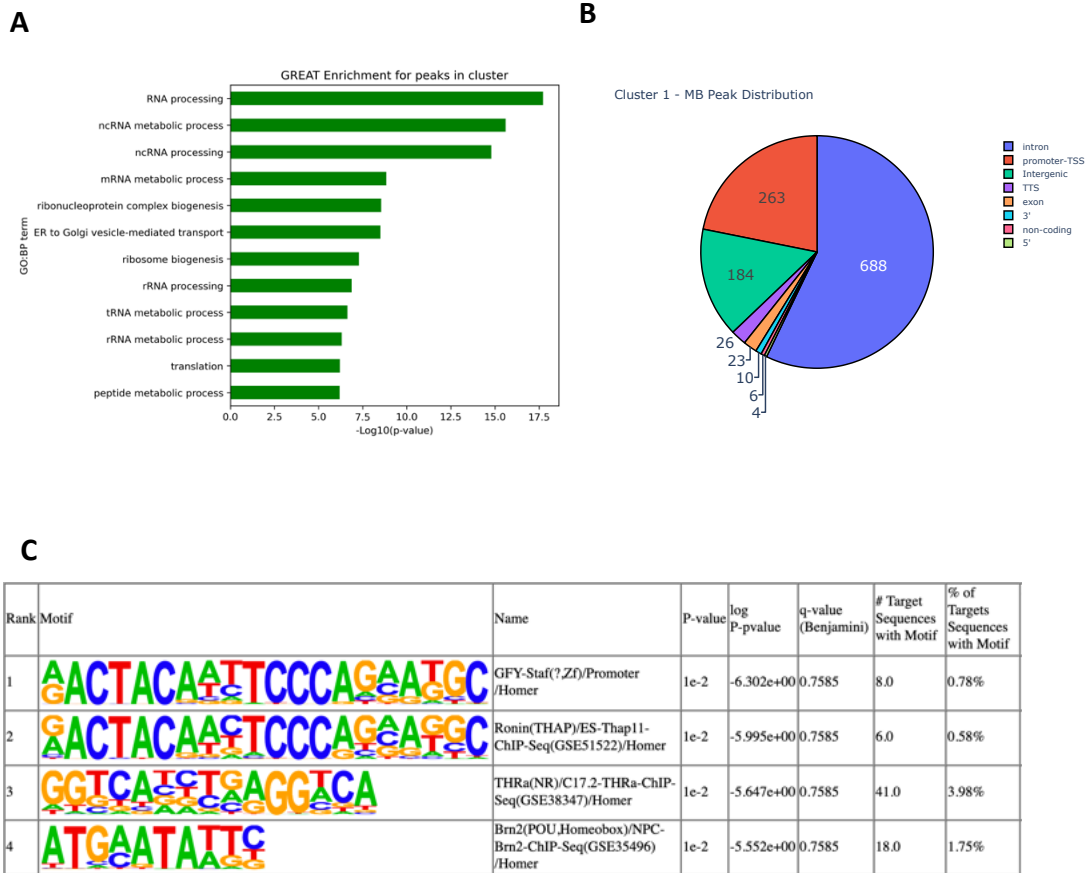 A
GREAT Enrichment for peaks in cluster
GO:BP term
RNA processing
ncRNA metabolic process
ncRNA processing
mRNA metabolic process
ribonucleoprotein complex biogenesis
ER to Golgi vesicle-mediated transport
ribosome biogenesis
rRNA processing
tRNA metabolic process
rRNA metabolic process
translation
peptide metabolic process
0.0 2.5 5.0 7.5 10.0 12.5 15.0 17.5
-Log10(p-value)
B
Cluster 1 - MB Peak Distribution
263
688
184
26
23
10
6
4
intron
promoter-TSS
Intergenic
TTS
exon
3'
non-coding
5'
C
Rank Motif Name P-value log P-pvalue q-value (Benjamini) # Target Sequences with Motif % of Targets Sequences with Motif
1 GFY-Staf(?,Zf)/Promoter
/Homer 1e-2 -6.302e+00 0.7585 8.0 0.78%
2 Ronin(THAP)/ES-Thap11-
ChIP-Seq(GSE51522)/Homer 1e-2 -5.995e+00 0.7585 6.0 0.58%
3 THRa(NR)/C17.2-THRa-ChIP-
Seq(GSE38347)/Homer 1e-2 -5.647e+00 0.7585 41.0 3.98%
4 Brn2(POU,Homeobox)/NPC-
Brn2-ChIP-Seq(GSE35496)
/Homer 1e-2 -5.552e+00 0.7585 18.0 1.75%